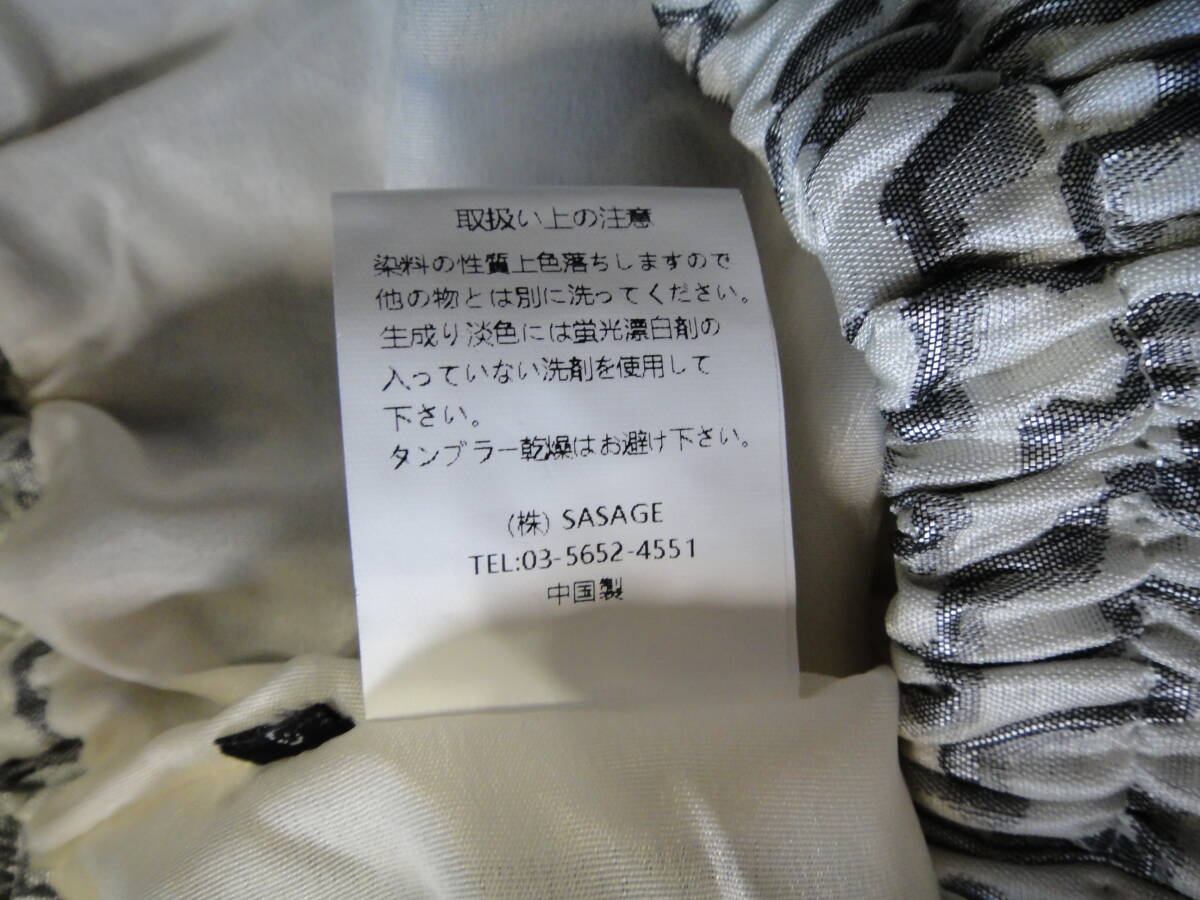 取扱い上の注意
染料の性質上色落ちしますので
他の物とは別に洗ってください。
生成り淡色には蛍光漂白剤の
入っていない洗剤を使用して
下さい。
タンブラー乾燥はお避け下さい。
(株) SASAGE
TEL:03-5652-4551
中国製